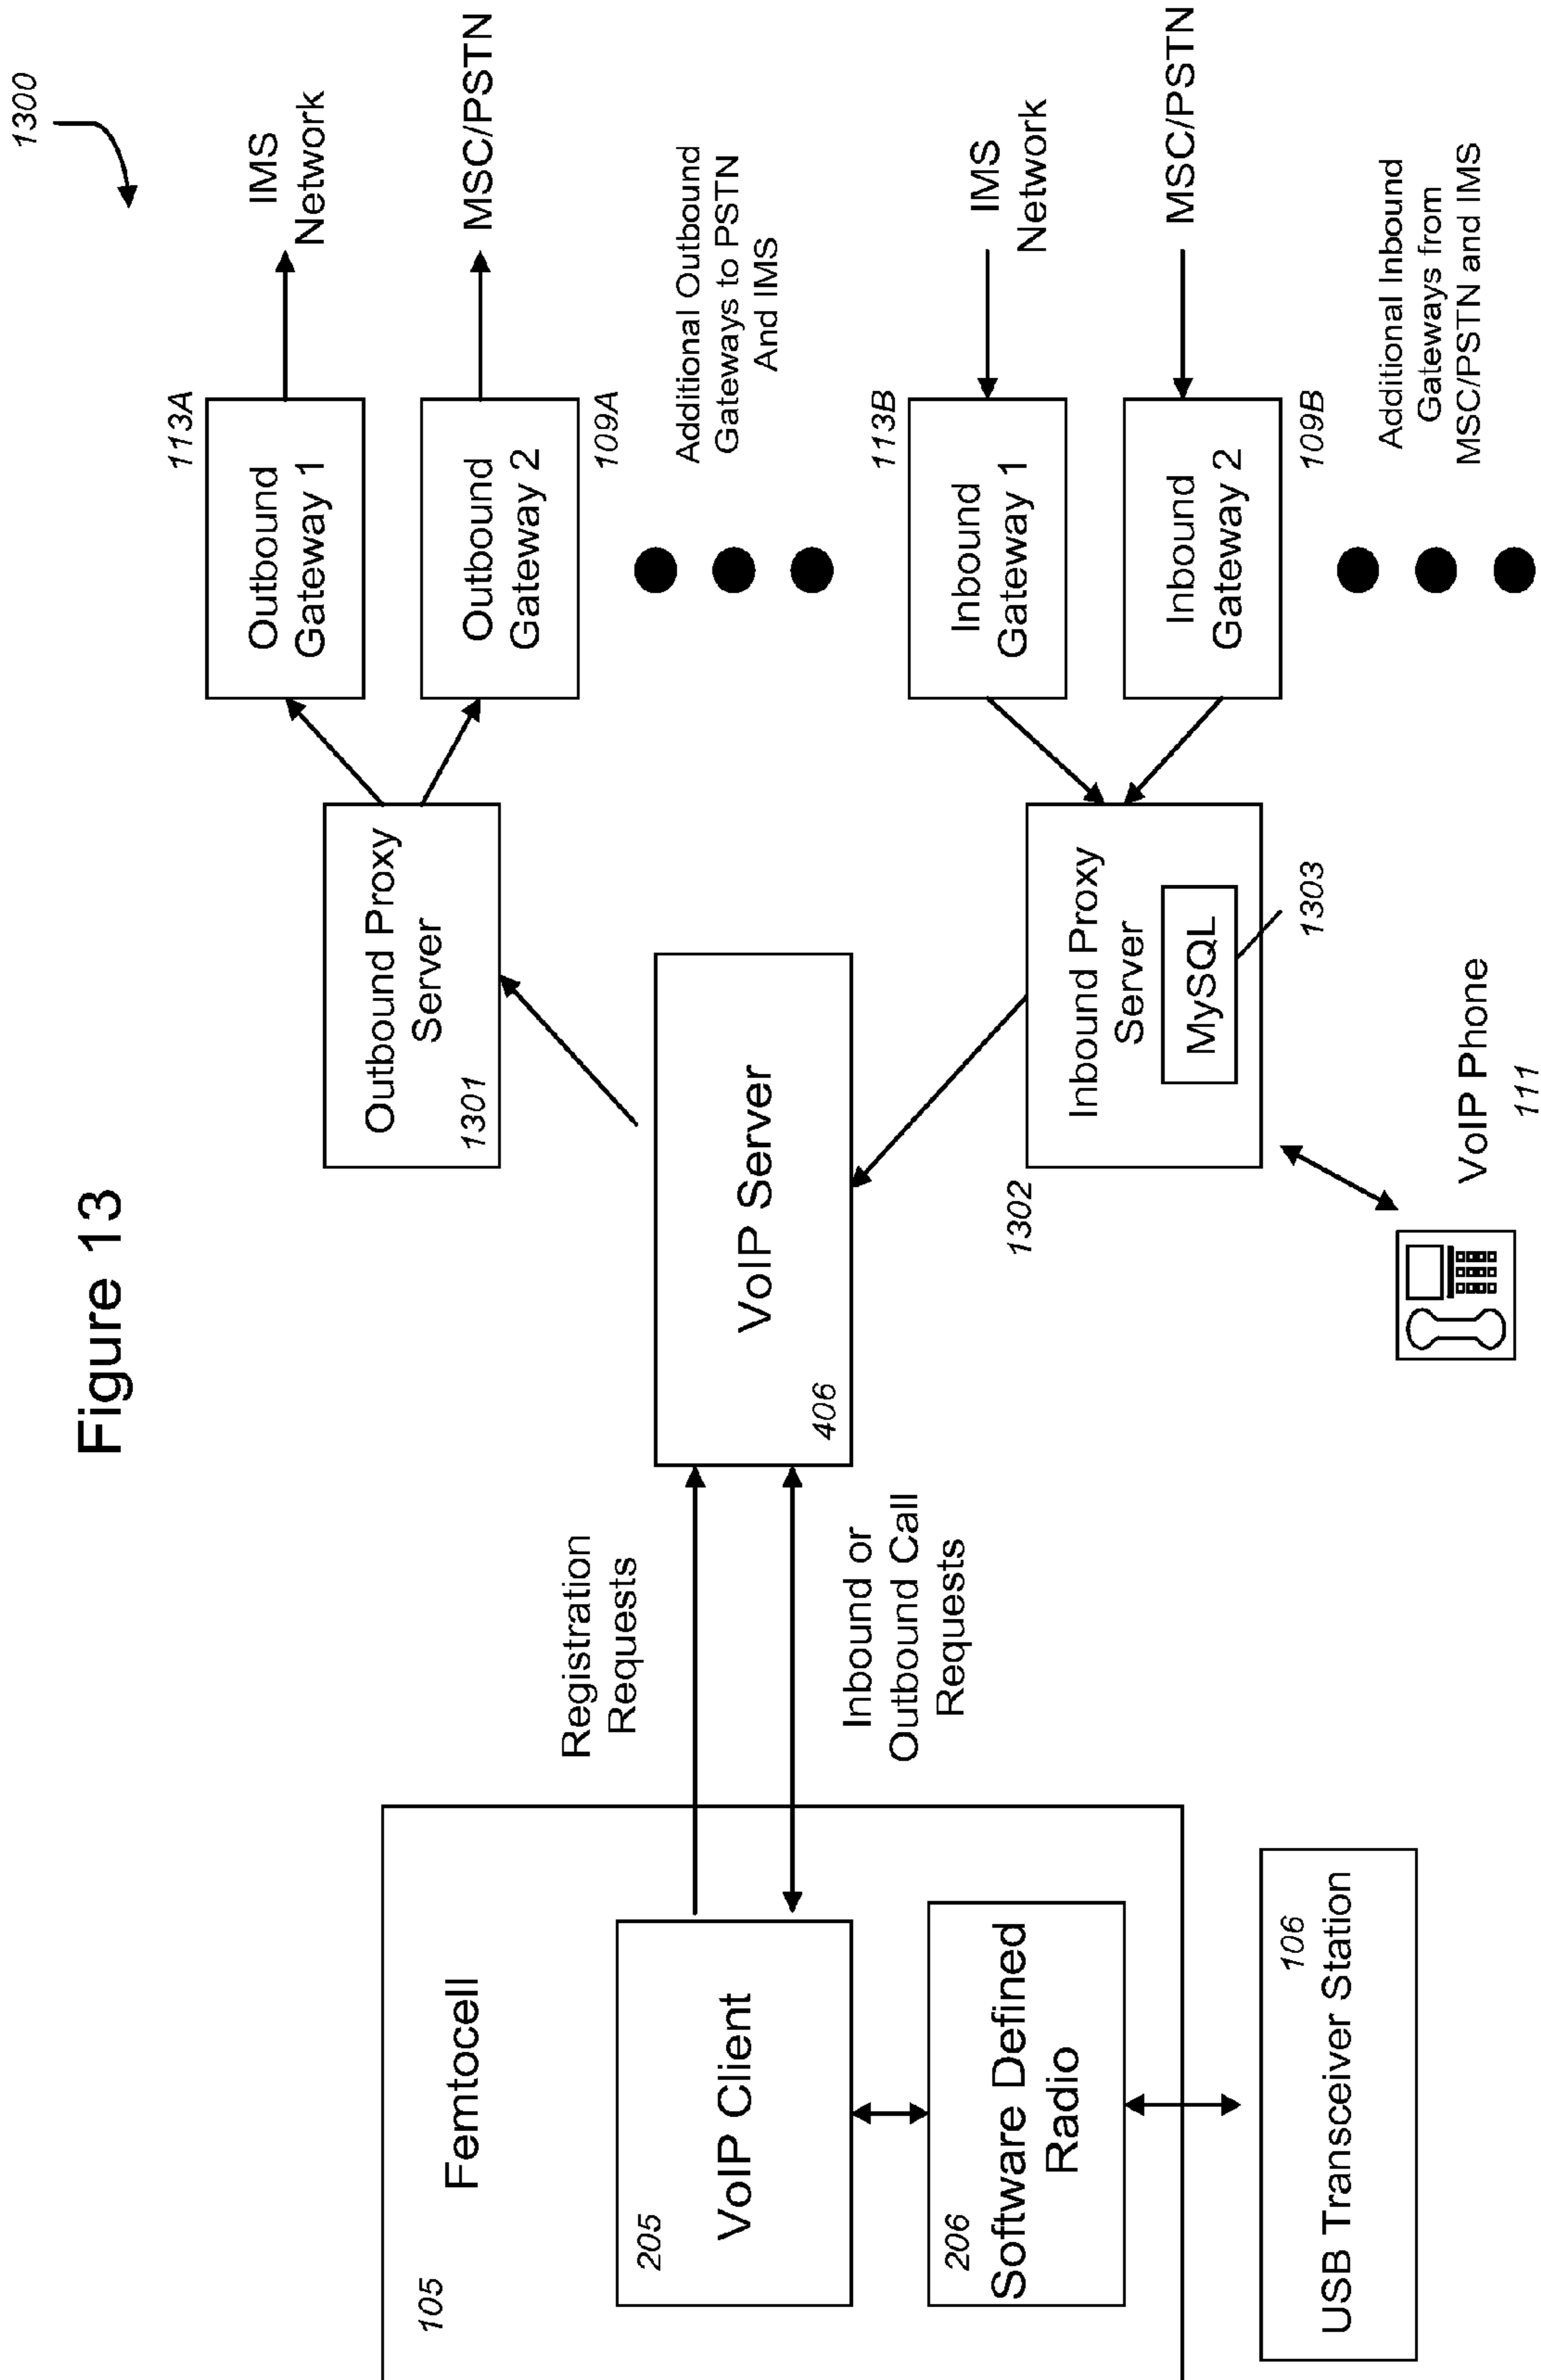 Figure 13
1300
105
Femtocell
205
VoIP Client
206
Software Defined
Radio
106
USB Transceiver Station
Registration
Requests
Inbound or
Outbound Call
Requests
VoIP Server
406
Outbound Proxy
Server
1301
113A
Outbound
Gateway 1
IMS
Network
Outbound
Gateway 2
109A
MSC/PSTN
Additional Outbound
Gateways to PSTN
And IMS
1302
Inbound Proxy
Server
MySQL
1303
113B
Inbound
Gateway 1
IMS
Network
Inbound
Gateway 2
109B
MSC/PSTN
Additional Inbound
Gateways from
MSC/PSTN and IMS
VoIP Phone
111